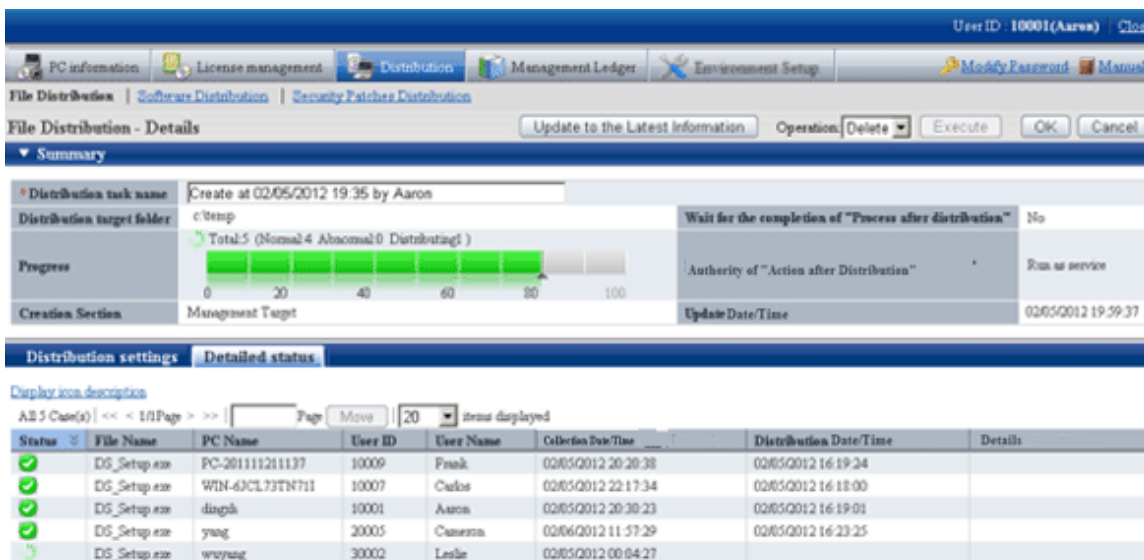 User ID : 10001(Aaron) Clos
PC information License management Distribution Management Ledger Environment Setup Modify Password Manual
File Distribution | Software Distribution | Security Patches Distribution
File Distribution - Details Update to the Latest Information Operation: Delete Execute OK Cancel
Summary
*Distribution task name Create at 02/05/2012 19:35 by Aaron
Distribution target folder c:\temp Wait for the completion of "Process after distribution" No
Total:5 (Normal:4 Abnormal:0 Distributing1 )
Progress Authority of "Action after Distribution" Run as service
0 20 40 60 80 100
Creation Section Management Target Update Date/Time 02/05/2012 19:59:37
Distribution settings Detailed status
Display icon description
All 5 Case(s) | << < 1/1Page > >> | Page Move | 20 items displayed
Status File Name PC Name User ID User Name Collection Date/Time Distribution Date/Time Details
DS_Setup.exe PC-201111211137 10009 Frank 02/05/2012 20:20:38 02/05/2012 16:19:24
DS_Setup.exe WIN-6JCL73TN71I 10007 Carlos 02/05/2012 22:17:34 02/05/2012 16:18:00
DS_Setup.exe dingzh 10001 Aaron 02/05/2012 20:30:23 02/05/2012 16:19:01
DS_Setup.exe yang 20005 Cameron 02/06/2012 11:57:29 02/05/2012 16:23:25
DS_Setup.exe wuyang 30002 Leslie 02/05/2012 00:04:27